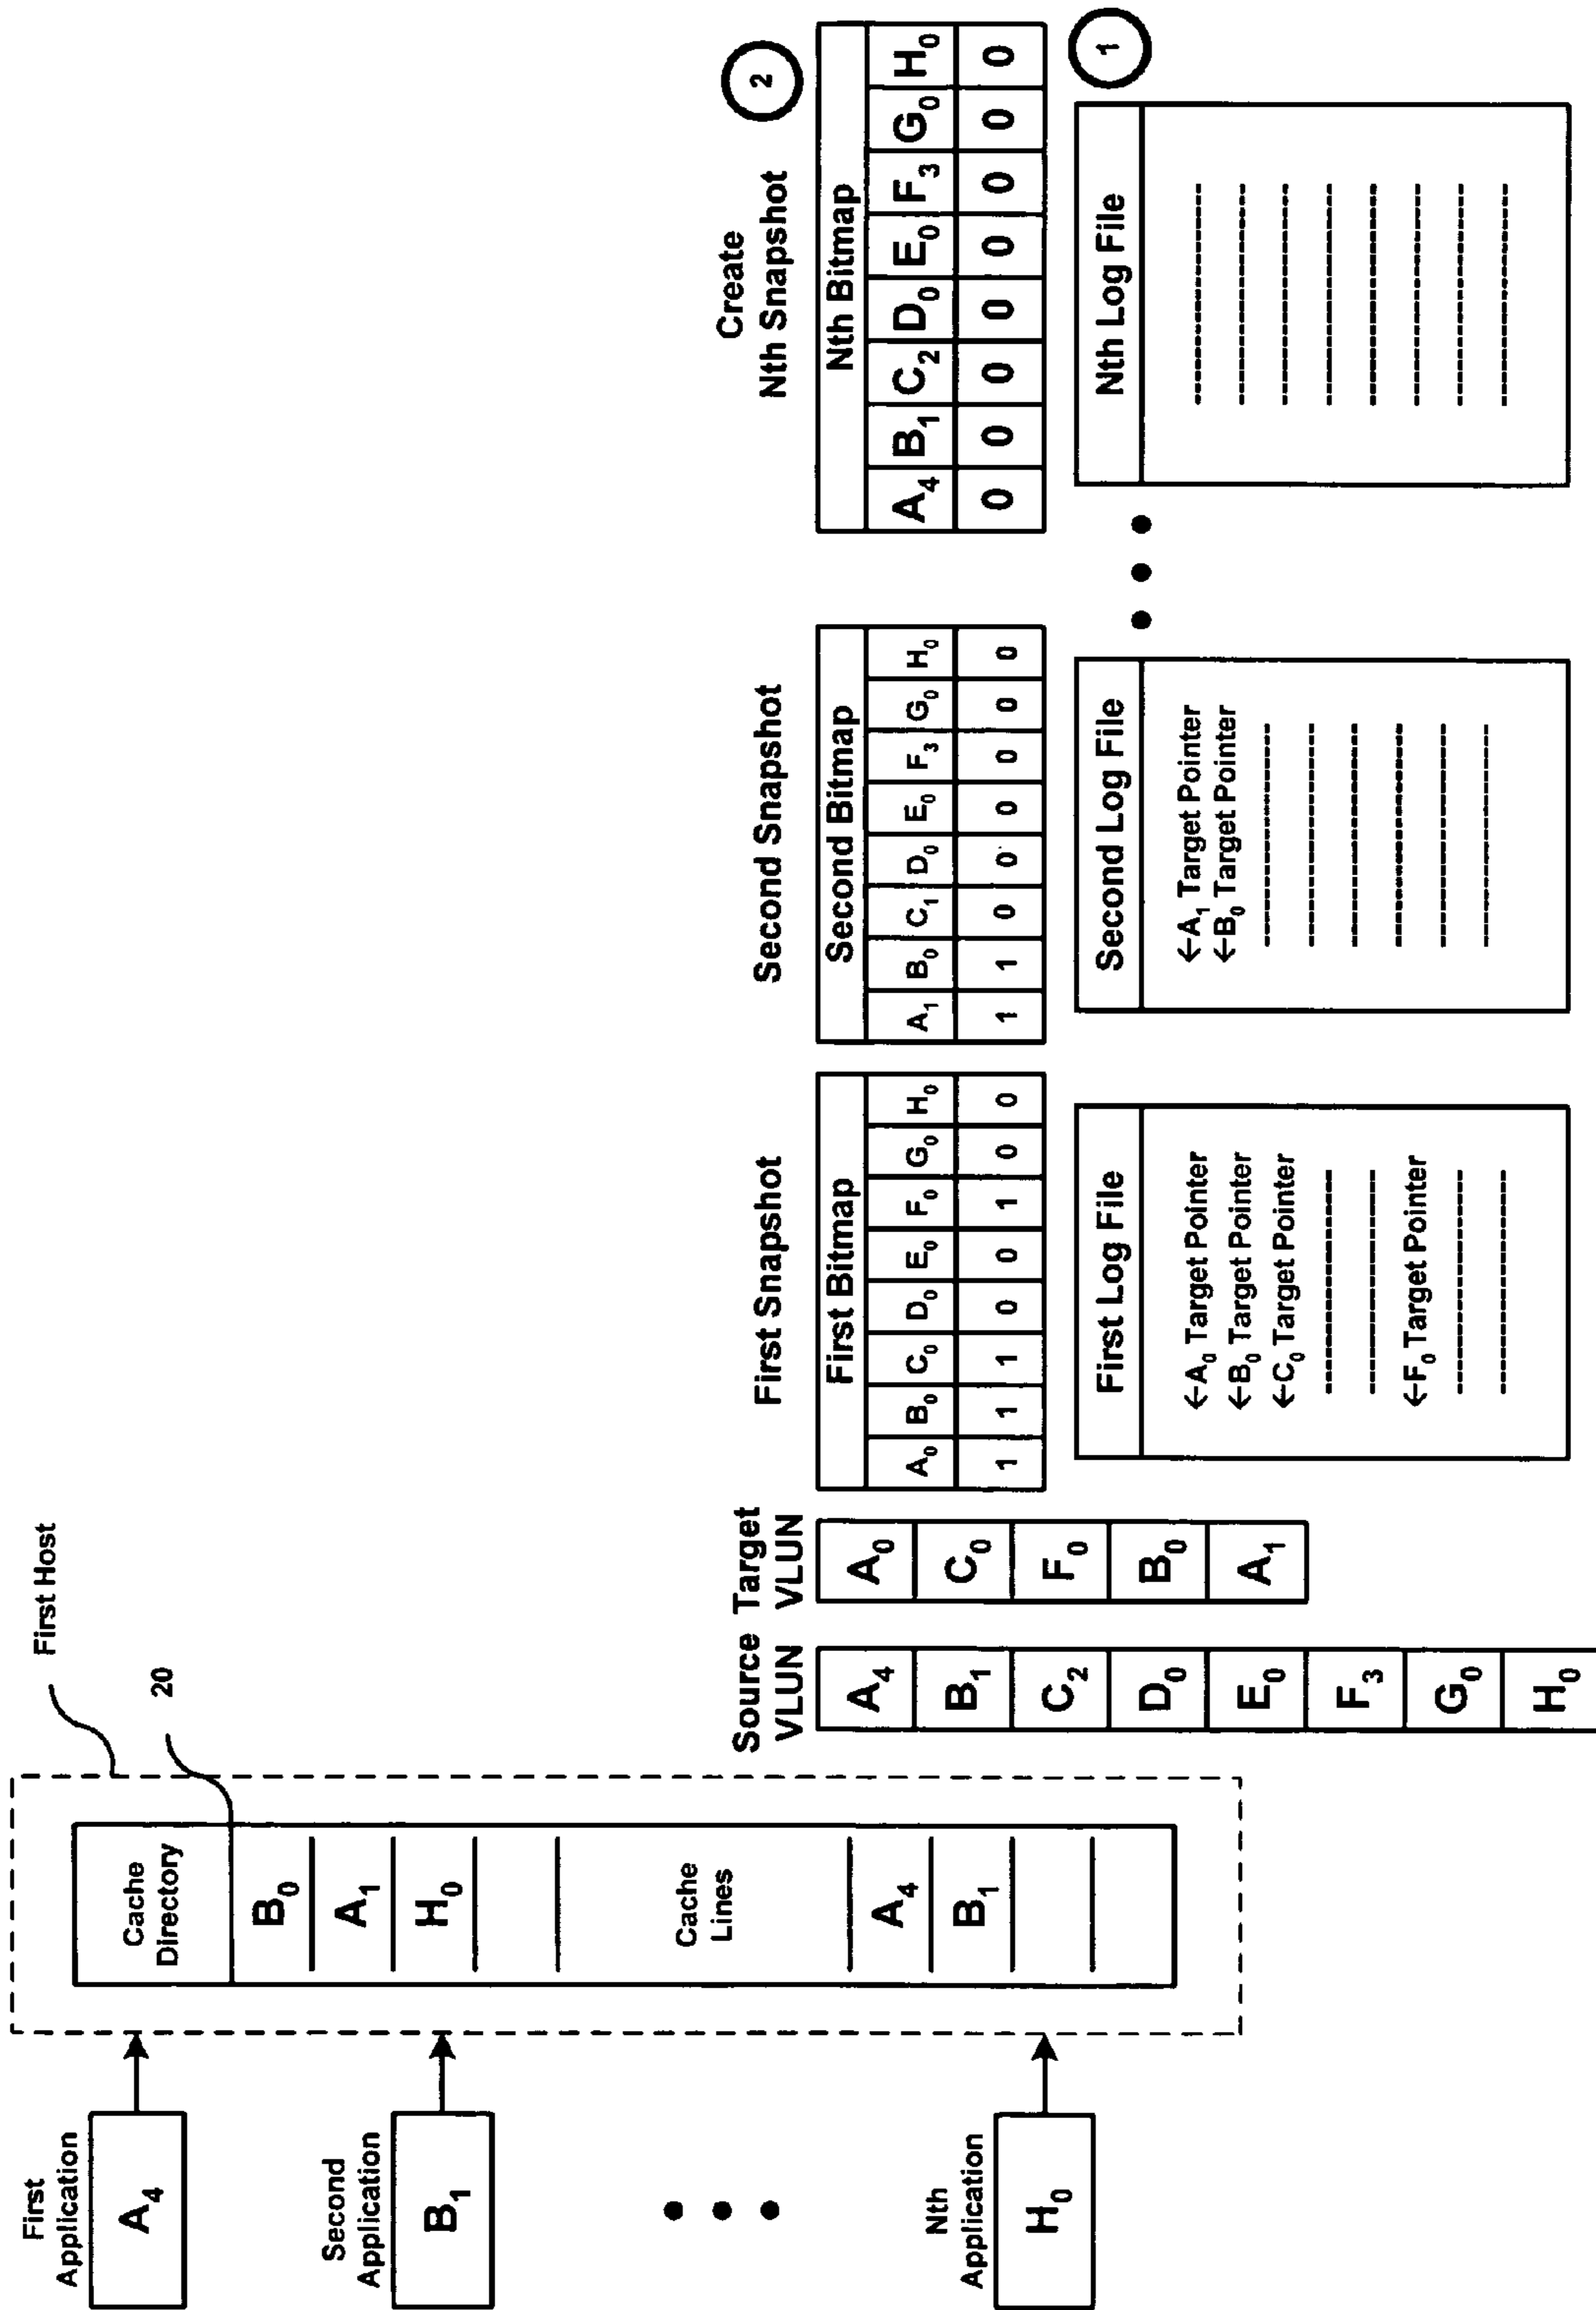 First Host
20
First
Application
A₄
Second
Application
B₁
Nth
Application
H₀
Cache
Directory
B₀
A₁
H₀
Cache
Lines
A₄
B₁
Source
VLUN
A₄
B₁
C₂
D₀
E₀
F₃
G₀
H₀
Target
VLUN
A₀
C₀
F₀
B₀
A₁
First Snapshot
First Bitmap
A₀ B₀ C₀ D₀ E₀ F₀ G₀ H₀
1 1 1 0 0 1 0 0
First Log File
←A₀ Target Pointer
←B₀ Target Pointer
←C₀ Target Pointer
←F₀ Target Pointer
Second Snapshot
Second Bitmap
A₁ B₀ C₁ D₀ E₀ F₃ G₀ H₀
1 1 0 0 0 0 0 0
Second Log File
←A₁ Target Pointer
←B₀ Target Pointer
Create
Nth Snapshot
2
Nth Bitmap
A₄ B₁ C₂ D₀ E₀ F₃ G₀ H₀
0 0 0 0 0 0 0 0
1
Nth Log File